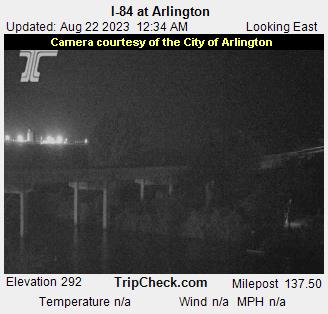 I-84 at Arlington
Updated: Aug 22 2023 12:34 AM Looking East
Camera courtesy of the City of Arlington
Elevation 292 TripCheck.com Milepost 137.50
Temperature n/a Wind n/a MPH n/a